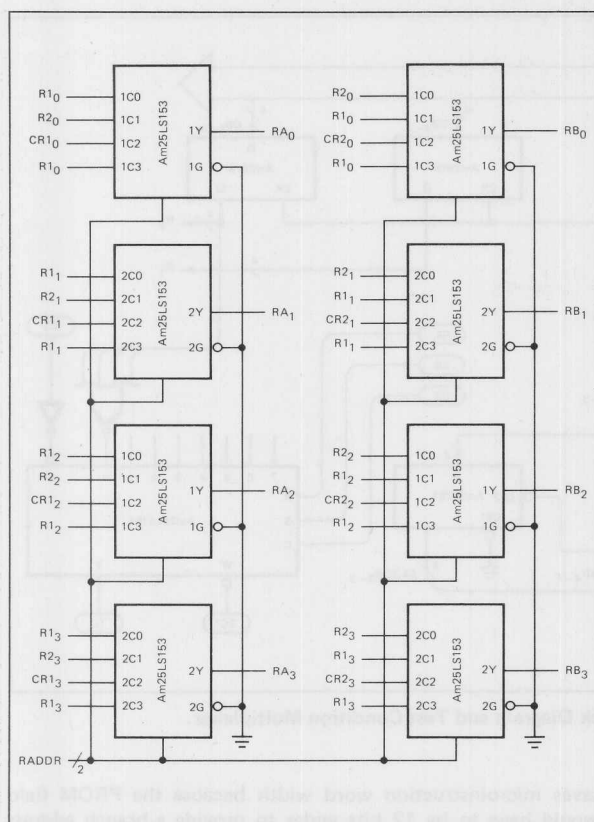 R1₀ 1C0
R2₀ 1C1
CR1₀ 1C2
R1₀ 1C3
Am25LS153
1Y RA₀
1G
R2₀ 1C0
R1₀ 1C1
CR2₀ 1C2
R1₀ 1C3
Am25LS153
1Y RB₀
1G
R1₁ 2C0
R2₁ 2C1
CR1₁ 2C2
R1₁ 2C3
Am25LS153
2Y RA₁
2G
R2₁ 2C0
R1₁ 2C1
CR2₁ 2C2
R1₁ 2C3
Am25LS153
2Y RB₁
2G
R1₂ 1C0
R2₂ 1C1
CR1₂ 1C2
R1₂ 1C3
Am25LS153
1Y RA₂
1G
R2₂ 1C0
R1₂ 1C1
CR2₂ 1C2
R1₂ 1C3
Am25LS153
1Y RB₂
1G
R1₃ 2C0
R2₃ 2C1
CR1₃ 2C2
R1₃ 2C3
Am25LS153
2Y RA₃
2G
R2₃ 2C0
R1₃ 2C1
CR2₃ 2C2
R1₃ 2C3
Am25LS153
2Y RB₃
2G
RADDR 2